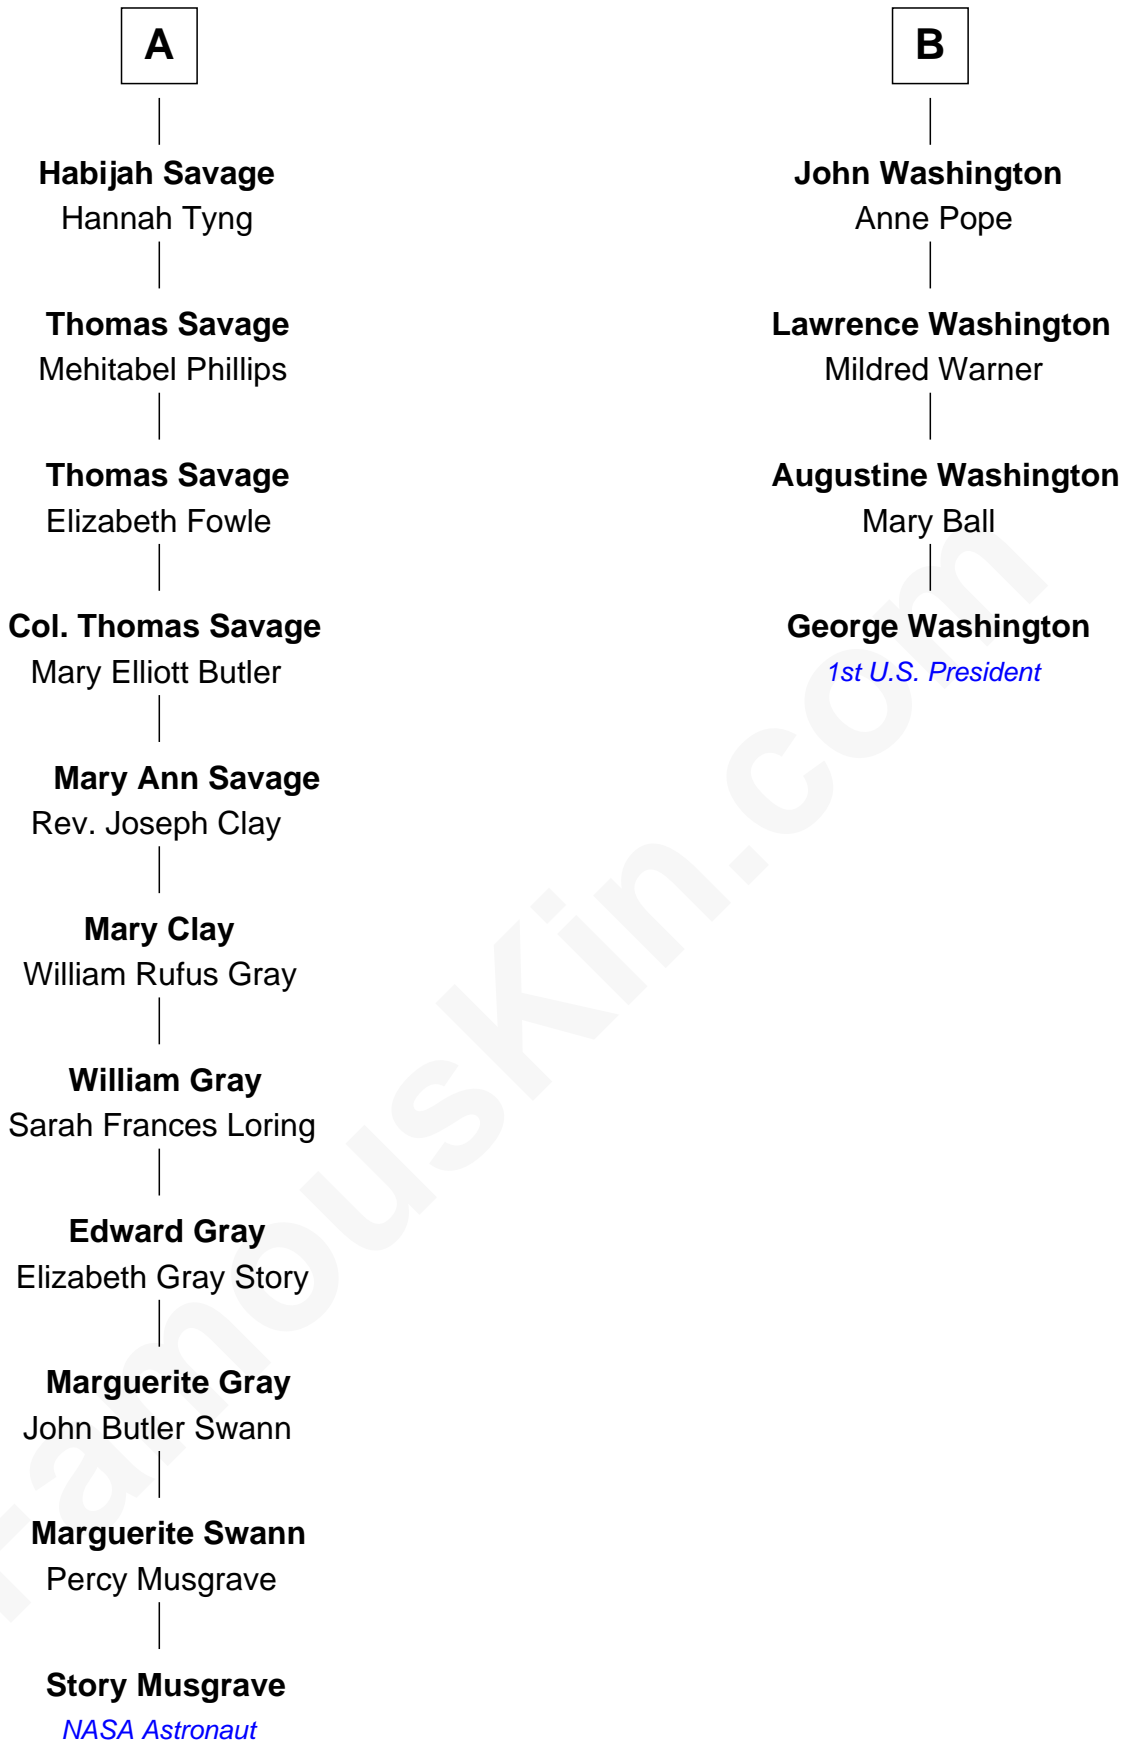 A
Habijah Savage
Hannah Tyng
Thomas Savage
Mehitabel Phillips
Thomas Savage
Elizabeth Fowle
Col. Thomas Savage
Mary Elliott Butler
Mary Ann Savage
Rev. Joseph Clay
Mary Clay
William Rufus Gray
William Gray
Sarah Frances Loring
Edward Gray
Elizabeth Gray Story
Marguerite Gray
John Butler Swann
Marguerite Swann
Percy Musgrave
Story Musgrave
NASA Astronaut
B
John Washington
Anne Pope
Lawrence Washington
Mildred Warner
Augustine Washington
Mary Ball
George Washington
1st U.S. President
FamousKin.com